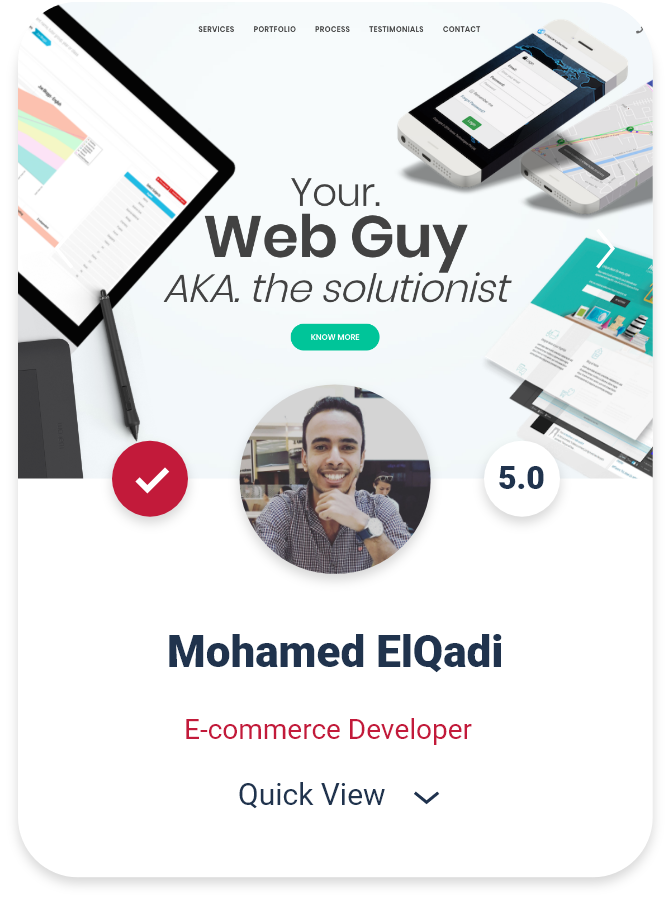 SERVICES PORTFOLIO PROCESS TESTIMONIALS CONTACT
Your.
Web Guy
AKA. the solutionist
KNOW MORE
5.0
Mohamed ElQadi
E-commerce Developer
Quick View